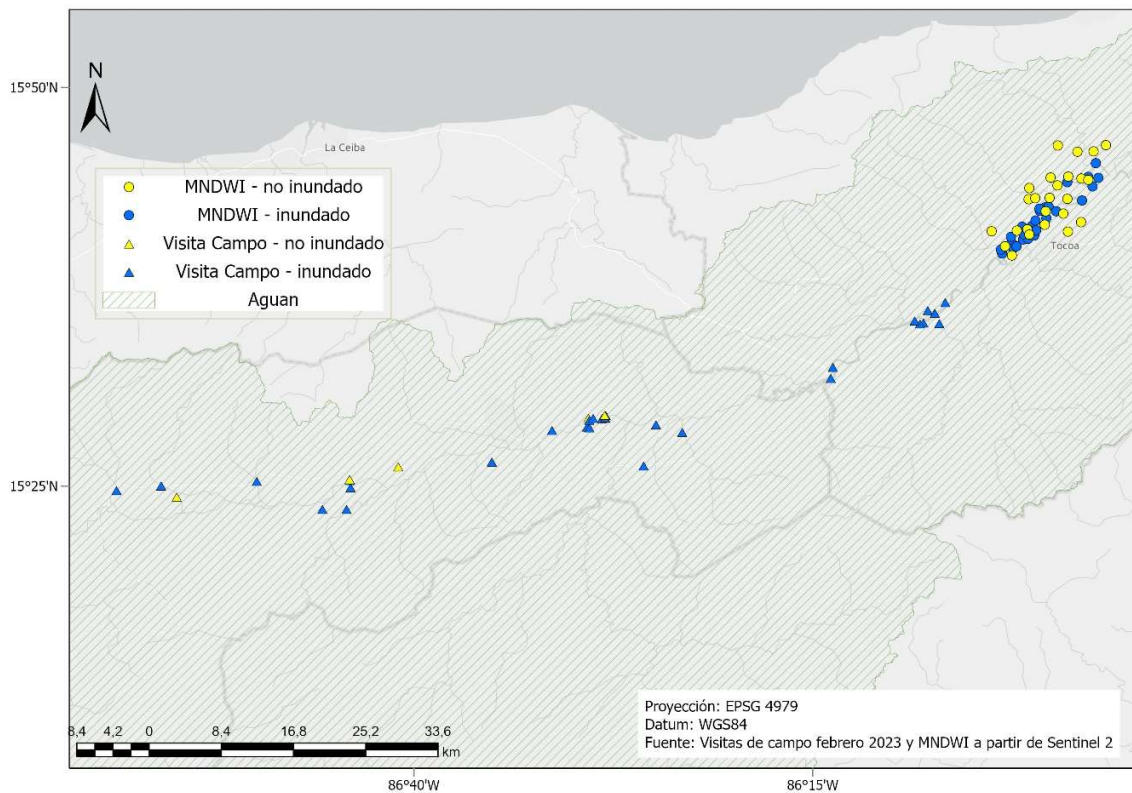 N
15°50'N
La Ceiba
MNDWI - no inundado
MNDWI - inundado
Visita Campo - no inundado
Visita Campo - inundado
Aguan
Tocoa
15°25'N
Proyección: EPSG 4979
Datum: WGS84
Fuente: Visitas de campo febrero 2023 y MNDWI a partir de Sentinel 2
8,4 4,2 0 8,4 16,8 25,2 33,6
km
86°40'W 86°15'W